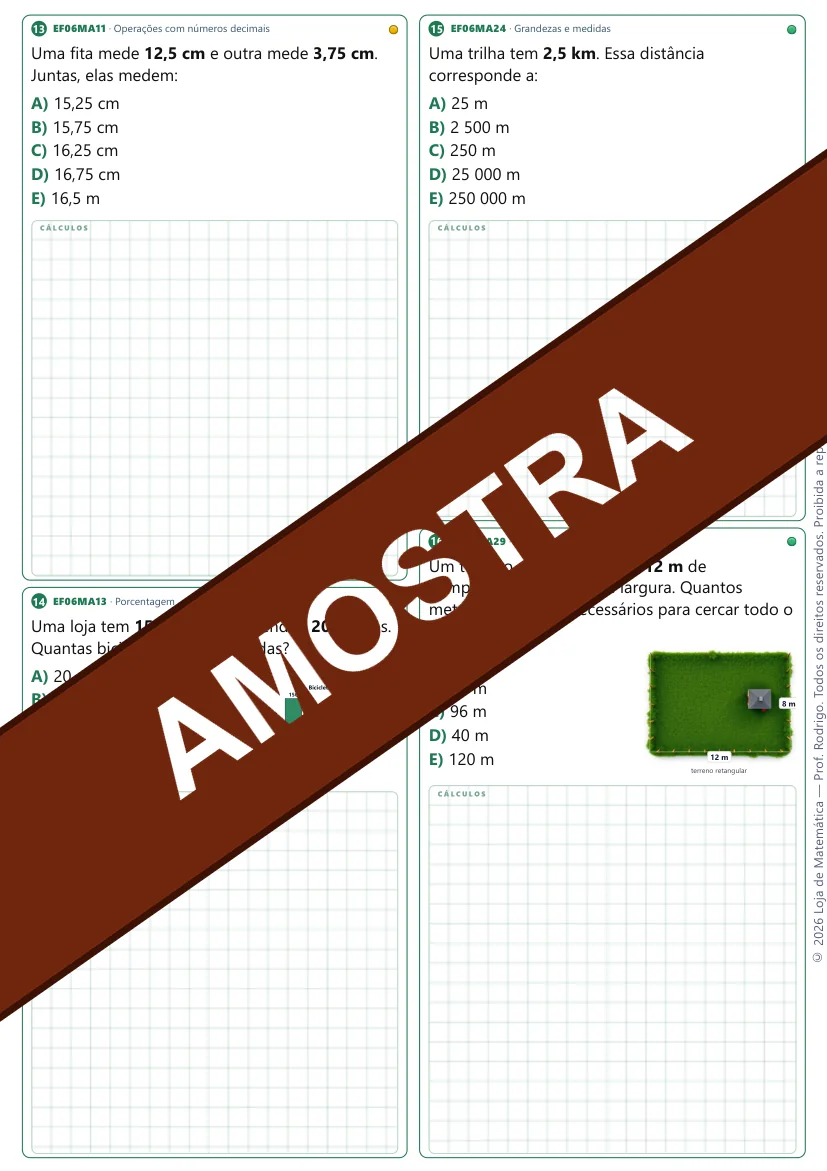 13 EF06MA11 · Operações com números decimais
Uma fita mede 12,5 cm e outra mede 3,75 cm.
Juntas, elas medem:
A) 15,25 cm
B) 15,75 cm
C) 16,25 cm
D) 16,75 cm
E) 16,5 m
CÁLCULOS
14 EF06MA13 · Porcentagem
Uma loja tem
Quantas
A) 20
15 EF06MA24 · Grandezas e medidas
Uma trilha tem 2,5 km. Essa distância
corresponde a:
A) 25 m
B) 2 500 m
C) 250 m
D) 25 000 m
E) 250 000 m
CÁLCULOS
Um 12 m de
largura. Quantos
para cercar todo o
m
96 m
D) 40 m
E) 120 m
8 m
12 m
terreno retangular
CÁLCULOS
AMOSTRA
© 2026 Loja de Matemática — Prof. Rodrigo. Todos os direitos reservados. Proibida a